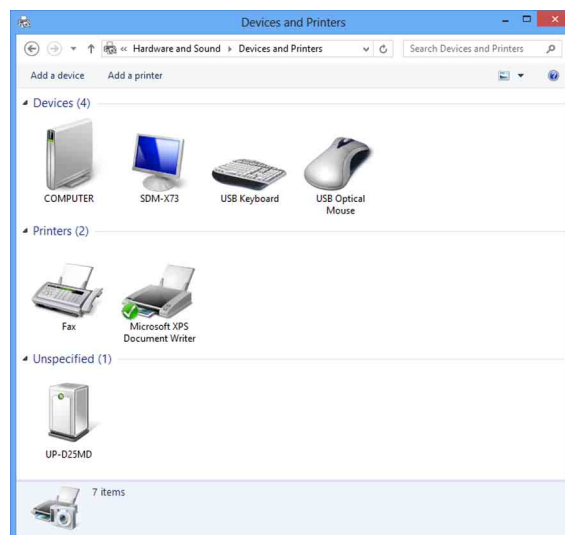 Devices and Printers
« Hardware and Sound ▸ Devices and Printers Search Devices and Printers
Add a device Add a printer
Devices (4)
COMPUTER SDM-X73 USB Keyboard USB Optical
Mouse
Printers (2)
Fax Microsoft XPS
Document Writer
Unspecified (1)
UP-D25MD
7 items